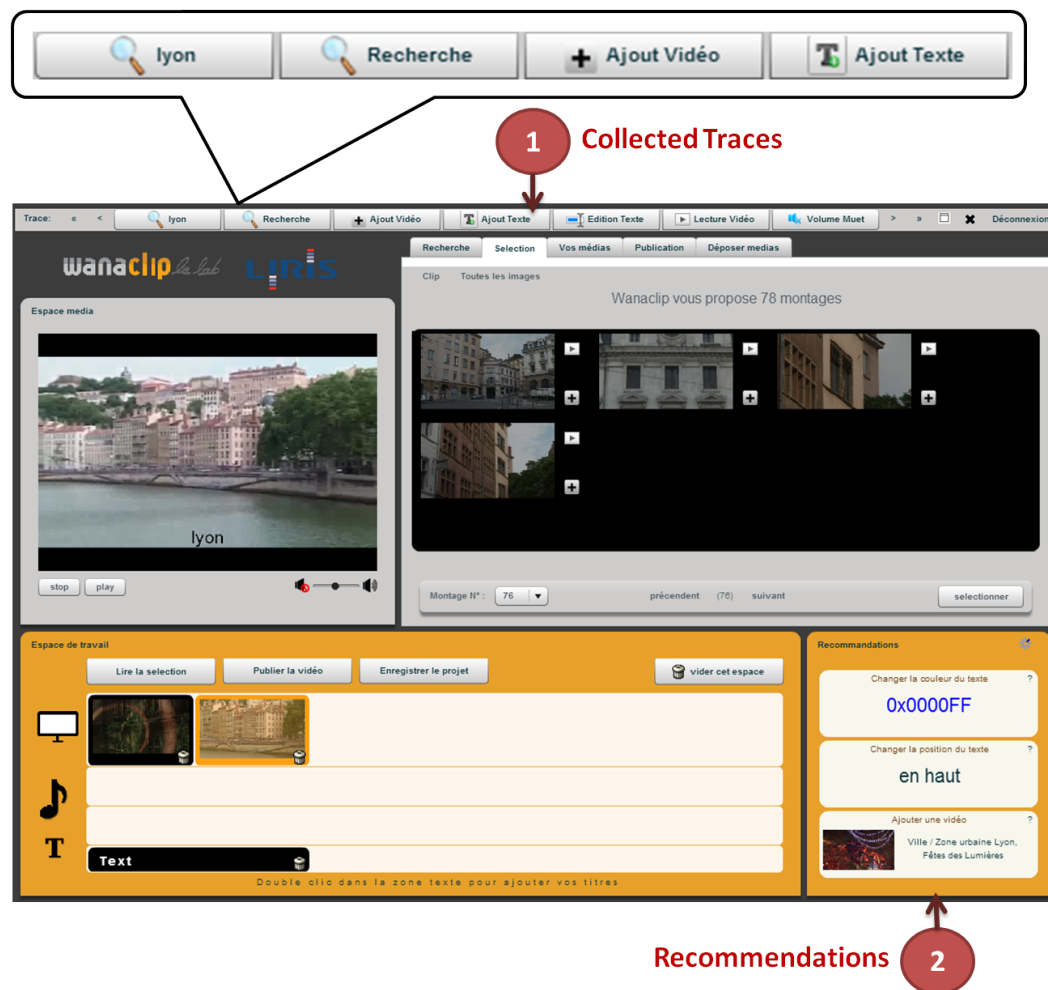 lyon Recherche Ajout Vidéo Ajout Texte
1 Collected Traces
Trace: « < lyon Recherche Ajout Vidéo Ajout Texte Edition Texte Lecture Vidéo Volume Muet > » Déconnexion
wanaclip le lab LIRIS
Recherche Selection Vos médias Publication Déposer medias
Clip Toutes les images
Wanaclip vous propose 78 montages
Espace media
lyon
stop play
Montage N° : 76 précendent (76) suivant selectionner
Espace de travail
Lire la selection Publier la vidéo Enregistrer le projet vider cet espace
T
Text
Double clic dans la zone texte pour ajouter vos titres
Recommandations
Changer la couleur du texte ?
0x0000FF
Changer la position du texte ?
en haut
Ajouter une vidéo ?
Ville / Zone urbaine Lyon,
Fêtes des Lumières
Recommendations 2